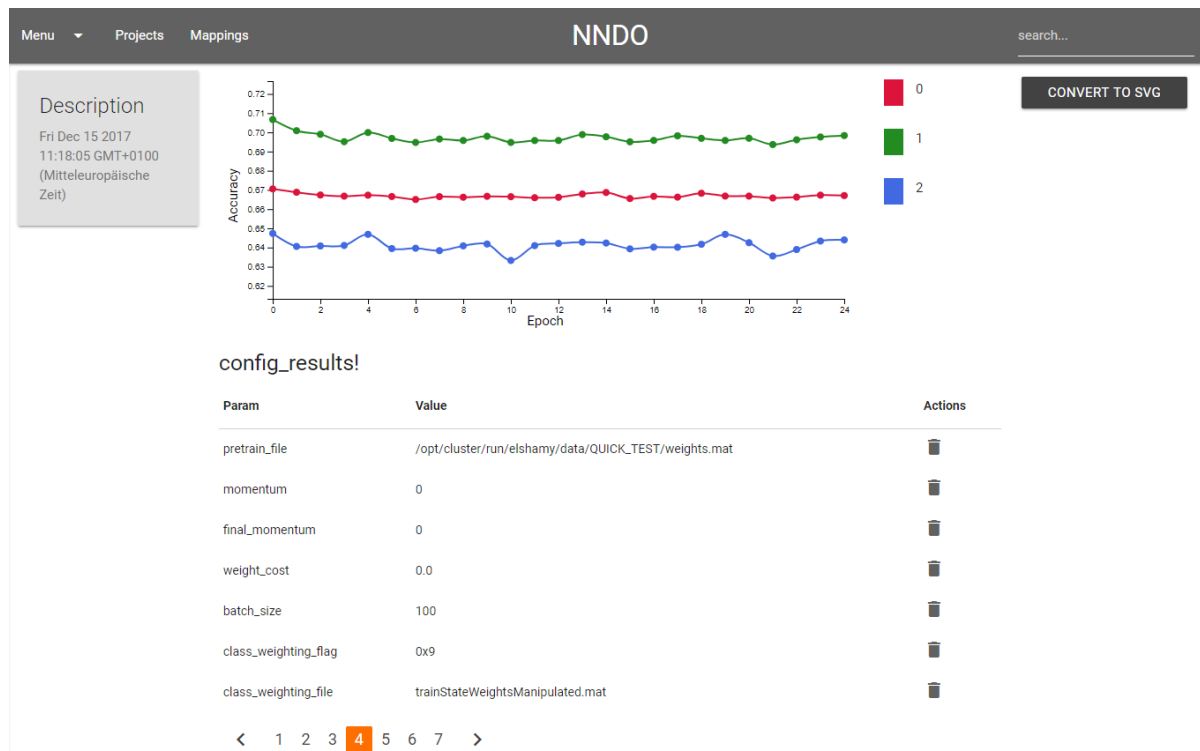 Menu Projects Mappings NNDO search...
Description
Fri Dec 15 2017
11:18:05 GMT+0100
(Mitteleuropäische
Zeit)
Accuracy
0.72
0.71
0.70
0.69
0.68
0.67
0.66
0.65
0.64
0.63
0.62
0 2 4 6 8 10 12 14 16 18 20 22 24
Epoch
0
1
2
CONVERT TO SVG
config_results!
Param Value Actions
pretrain_file /opt/cluster/run/elshamy/data/QUICK_TEST/weights.mat
momentum 0
final_momentum 0
weight_cost 0.0
batch_size 100
class_weighting_flag 0x9
class_weighting_file trainStateWeightsManipulated.mat
1 2 3 4 5 6 7